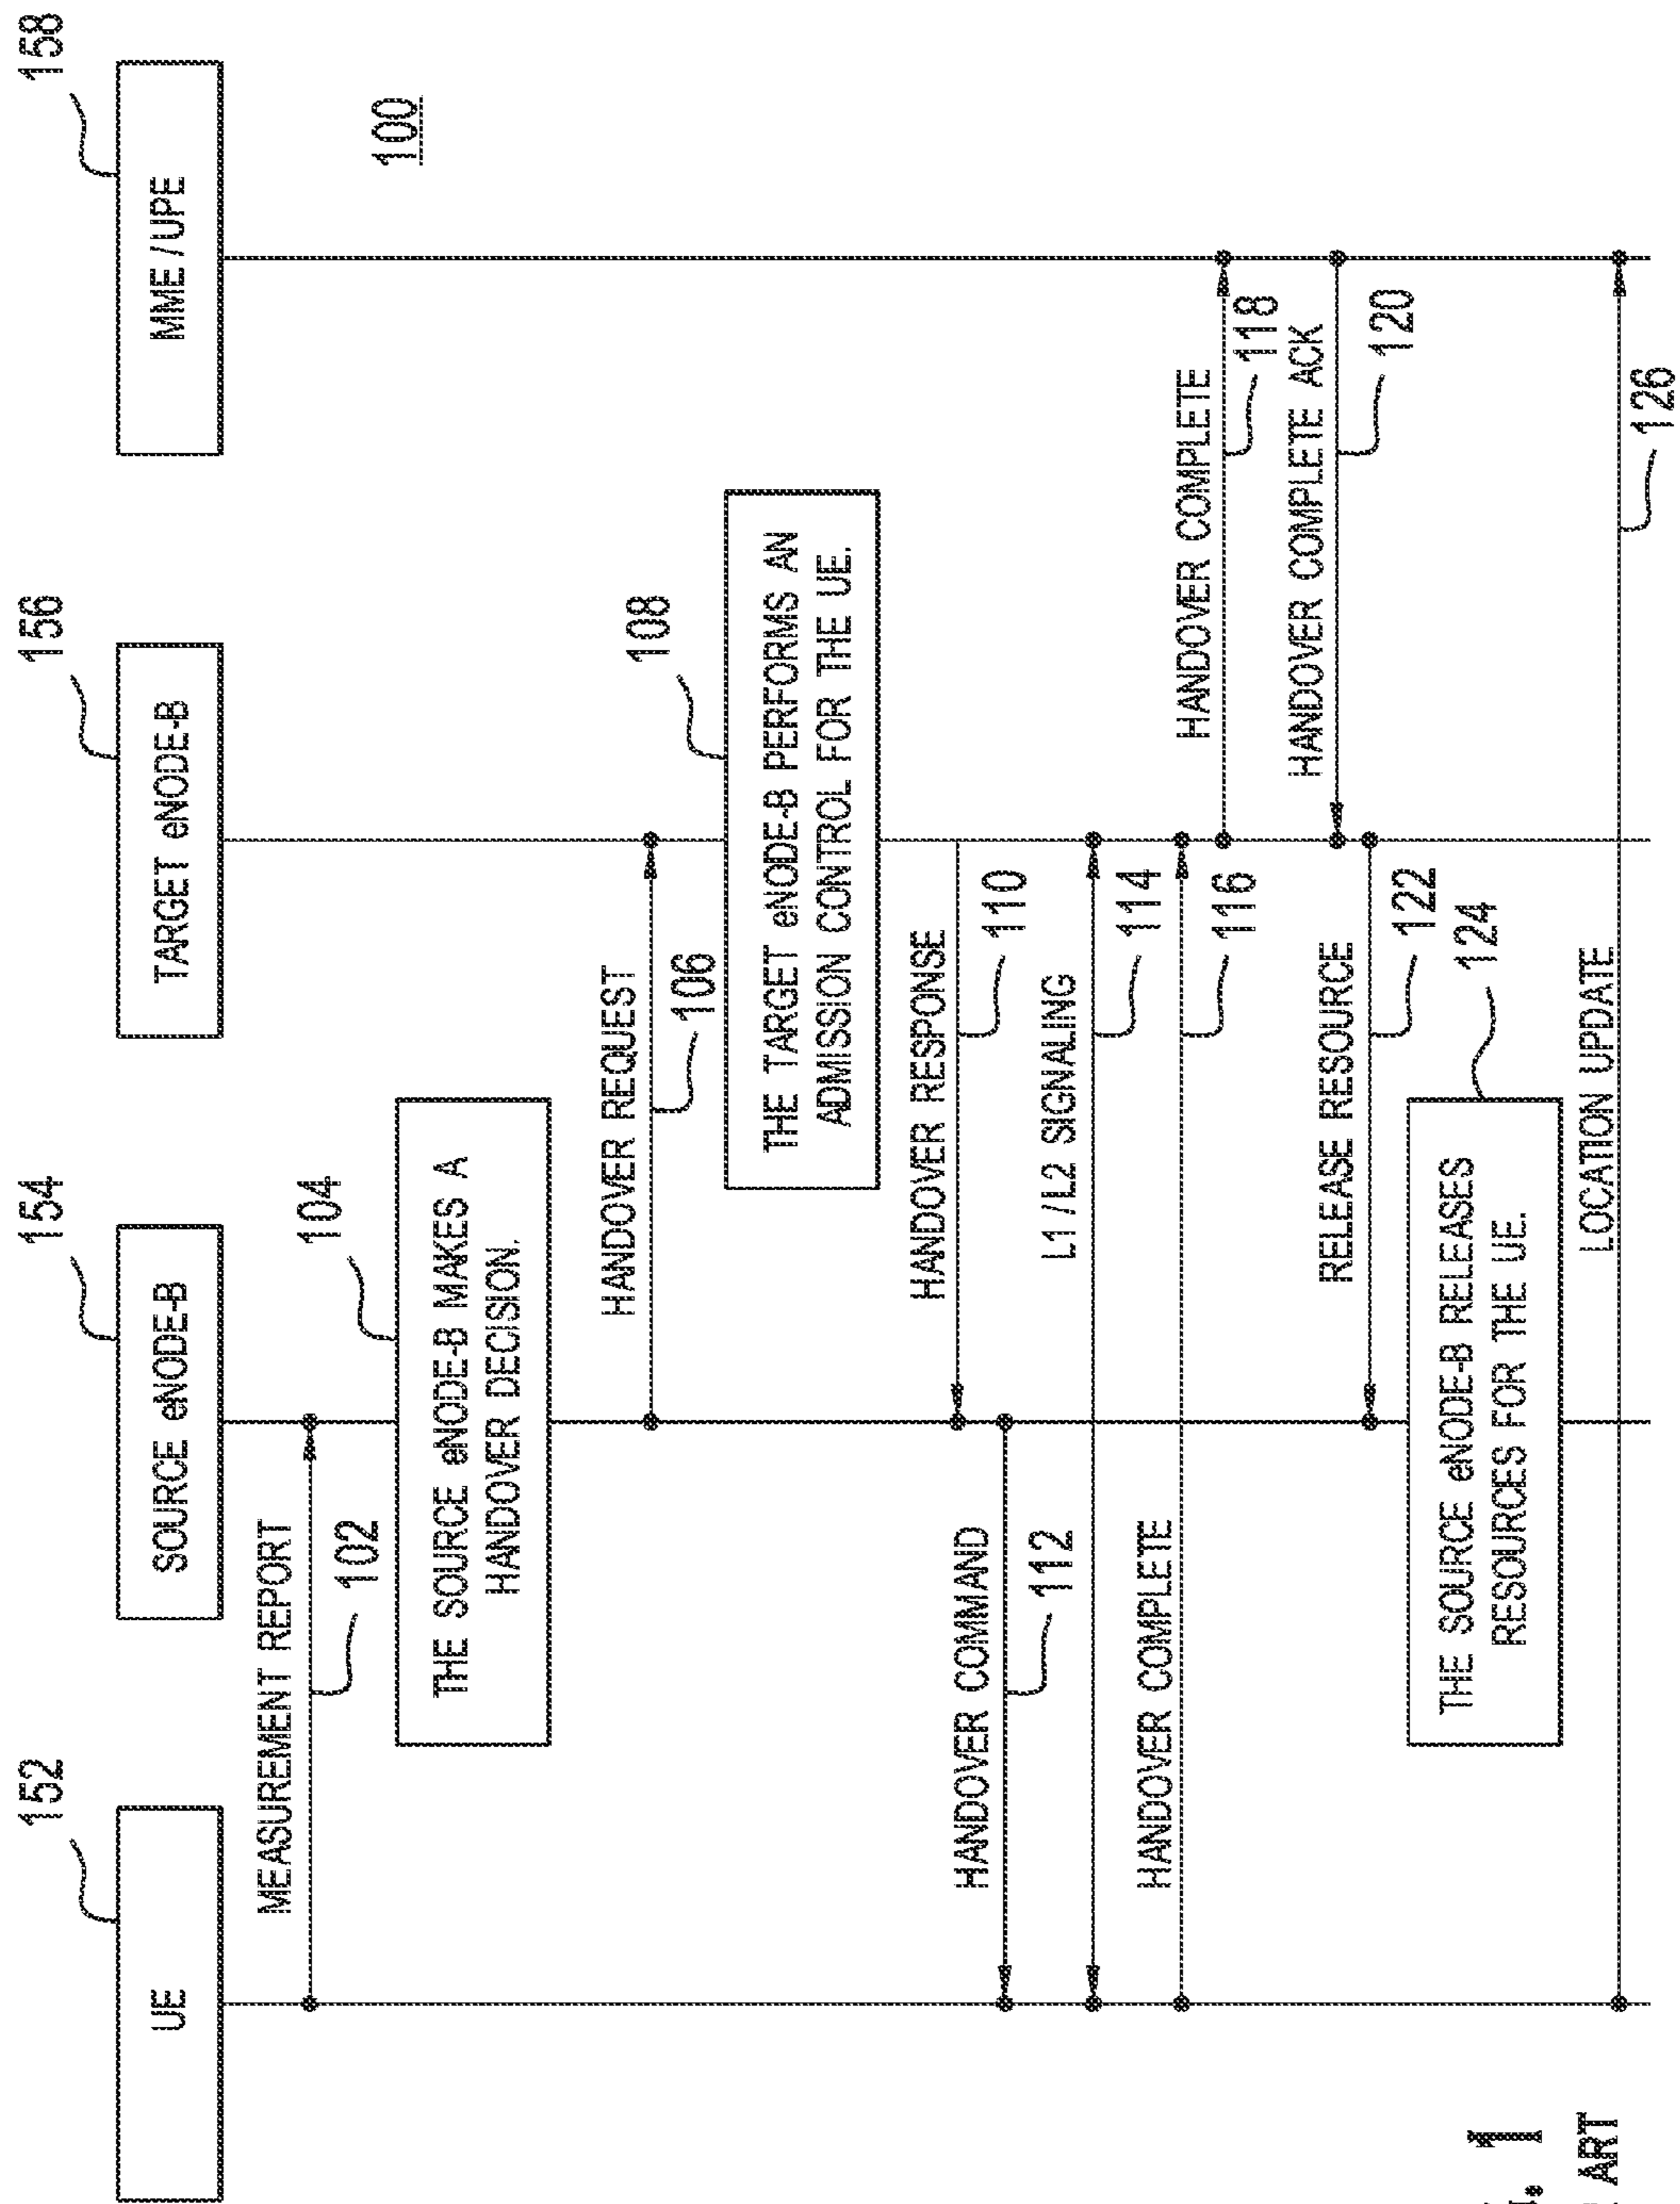 152
154
156
158
UE
SOURCE eNODE-B
TARGET eNODE-B
MME / UPE
MEASUREMENT REPORT
102
100
104
THE SOURCE eNODE-B MAKES A
HANDOVER DECISION.
HANDOVER REQUEST
106
108
THE TARGET eNODE-B PERFORMS AN
ADMISSION CONTROL FOR THE UE.
HANDOVER RESPONSE
110
HANDOVER COMMAND
112
L1 / L2 SIGNALING
114
HANDOVER COMPLETE
116
HANDOVER COMPLETE
118
HANDOVER COMPLETE ACK
120
RELEASE RESOURCE
122
124
THE SOURCE eNODE-B RELEASES
RESOURCES FOR THE UE.
LOCATION UPDATE
126
1
ART